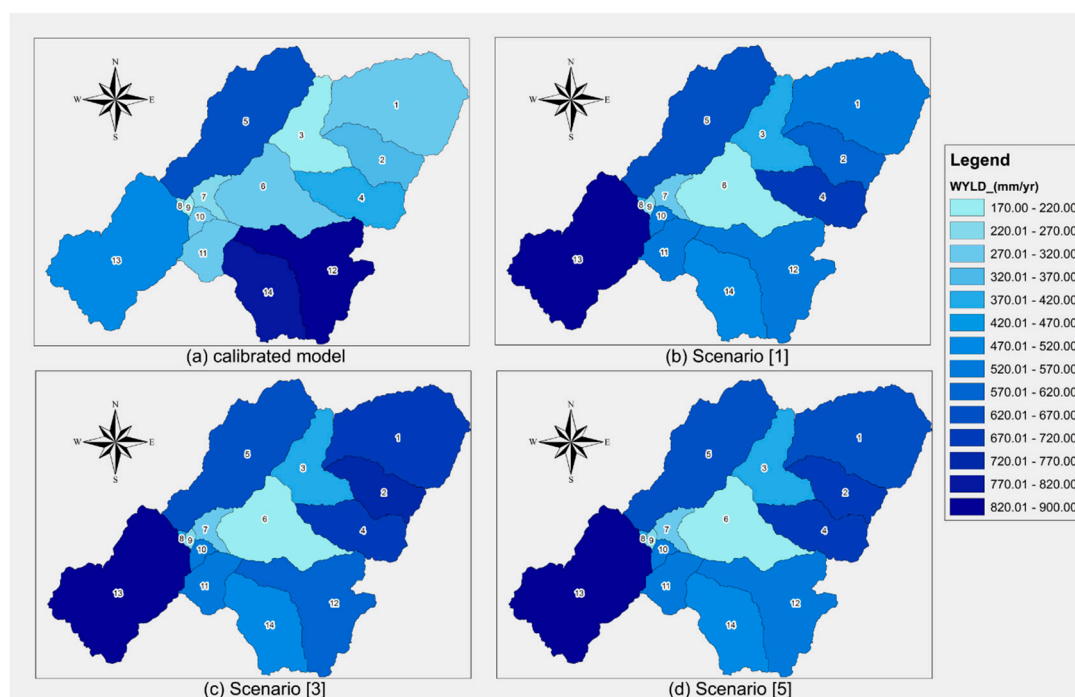 N
W E
S
1
5
3
2
6
7
4
8 9
10
11
13
12
14
(a) calibrated model
N
W E
S
1
5
3
2
6
7
4
8 9
10
11
13
12
14
(b) Scenario [1]
N
W E
S
1
5
3
2
6
7
4
8 9
10
11
13
12
14
(c) Scenario [3]
N
W E
S
1
5
3
2
6
7
4
8 9
10
11
13
12
14
(d) Scenario [5]
Legend
WYLD_(mm/yr)
170.00 - 220.00
220.01 - 270.00
270.01 - 320.00
320.01 - 370.00
370.01 - 420.00
420.01 - 470.00
470.01 - 520.00
520.01 - 570.00
570.01 - 620.00
620.01 - 670.00
670.01 - 720.00
720.01 - 770.00
770.01 - 820.00
820.01 - 900.00